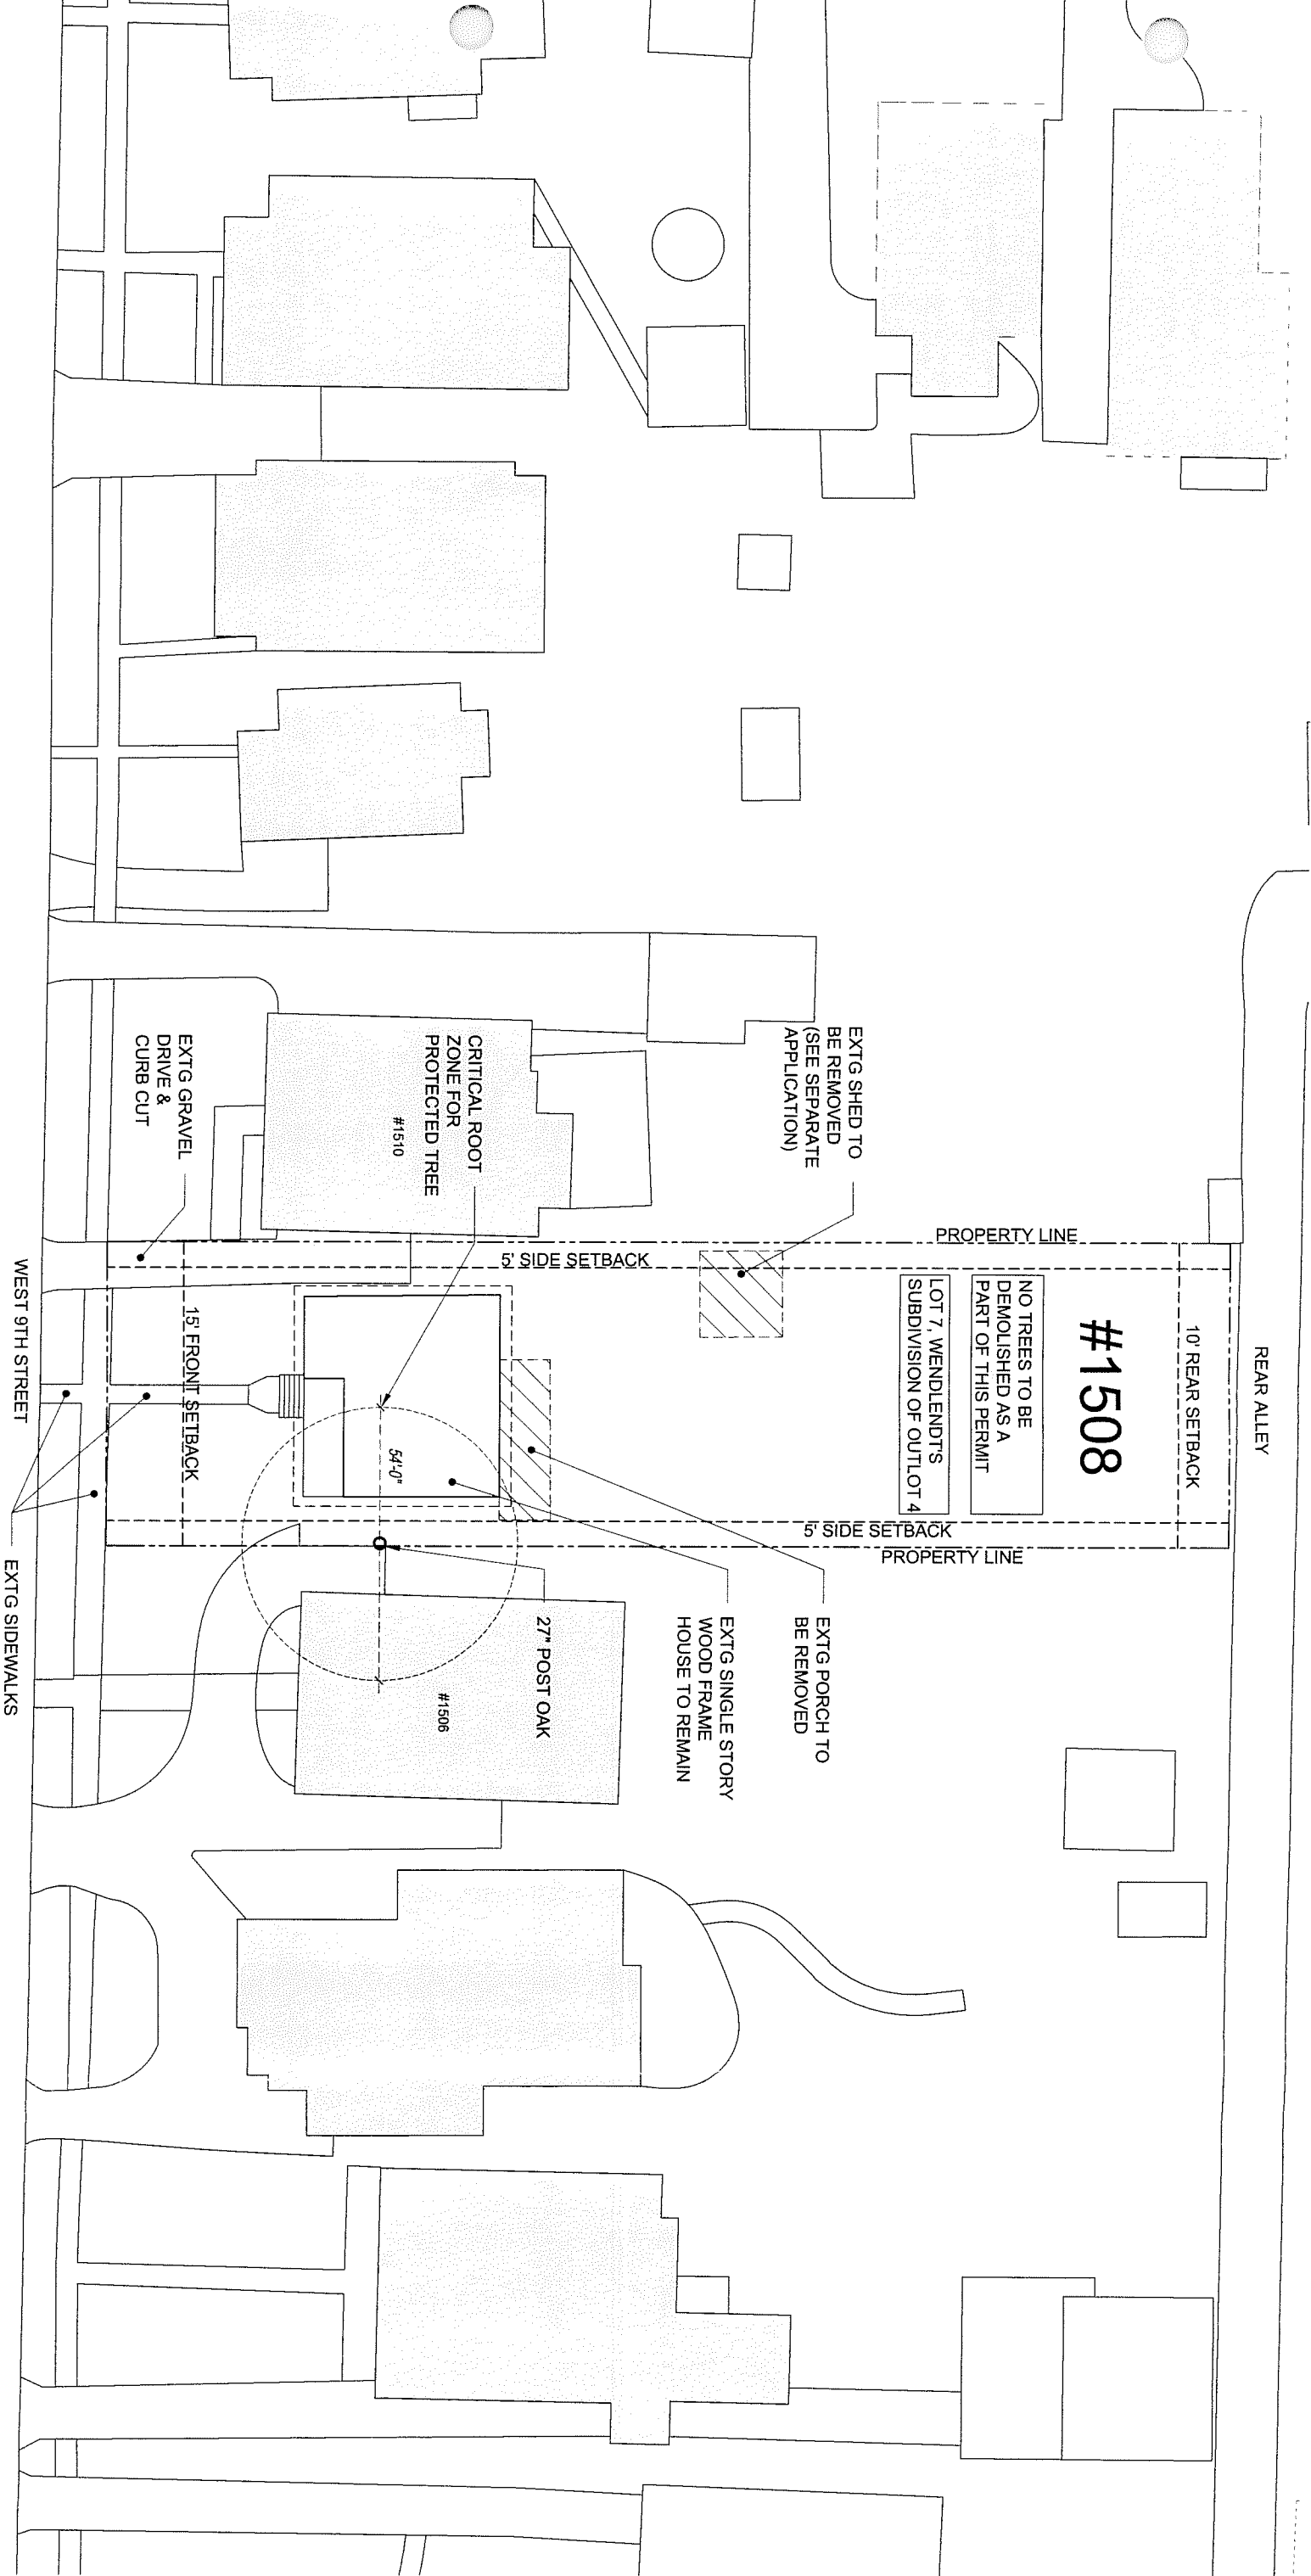 REAR ALLEY
10' REAR SETBACK
#1508
NO TREES TO BE
DEMOLISHED AS A
PART OF THIS PERMIT
LOT 7, WENDLENDT'S
SUBDIVISION OF OUTLOT 4
PROPERTY LINE
5' SIDE SETBACK
5' SIDE SETBACK
PROPERTY LINE
EXTG SHED TO
BE REMOVED
(SEE SEPARATE
APPLICATION)
EXTG PORCH TO
BE REMOVED
EXTG SINGLE STORY
WOOD FRAME
HOUSE TO REMAIN
27" POST OAK
CRITICAL ROOT
ZONE FOR
PROTECTED TREE
#1510
54'-0"
#1506
EXTG GRAVEL
DRIVE &
CURB CUT
15' FRONT SETBACK
WEST 9TH STREET
EXTG SIDEWALKS